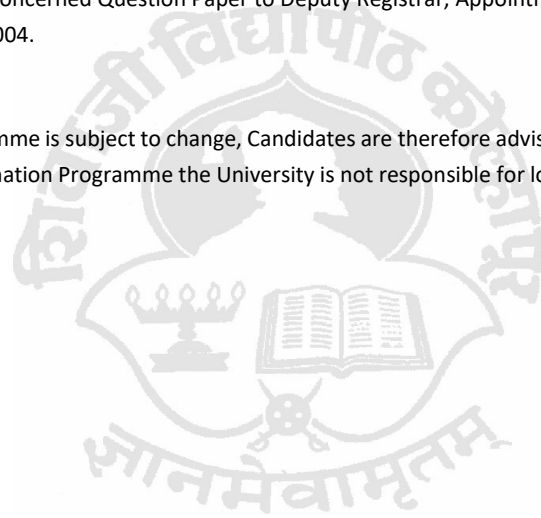 oncerned Question Paper to Deputy Registrar, Appoint
004.
शिवाजी विद्यापीठ कोल्हापूर
mme is subject to change, Candidates are therefore advis
nation Programme the University is not responsible for lo
ज्ञानमेवामृतम्